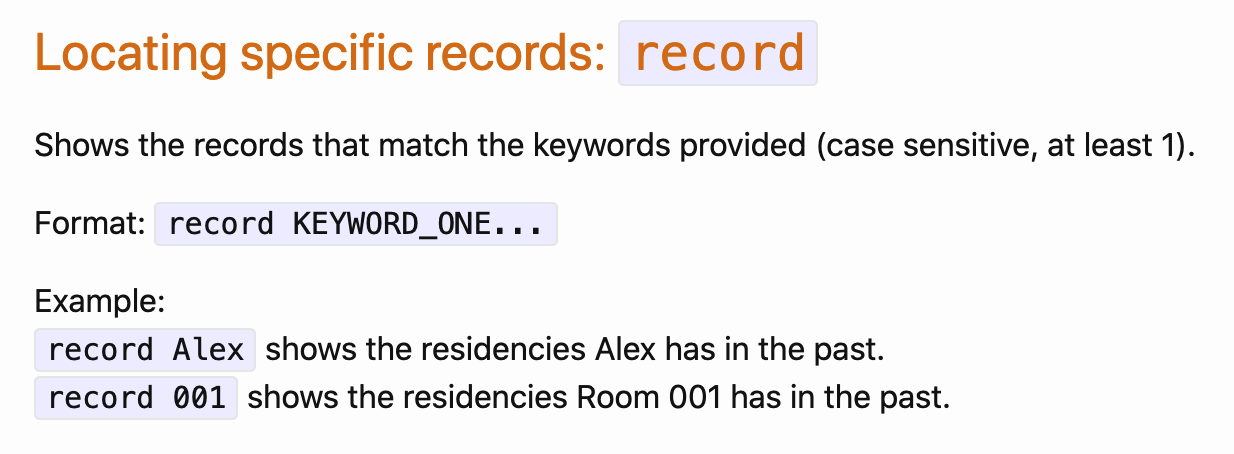 Locating specific records: record
Shows the records that match the keywords provided (case sensitive, at least 1).
Format: record KEYWORD_ONE...
Example:
record Alex shows the residencies Alex has in the past.
record 001 shows the residencies Room 001 has in the past.